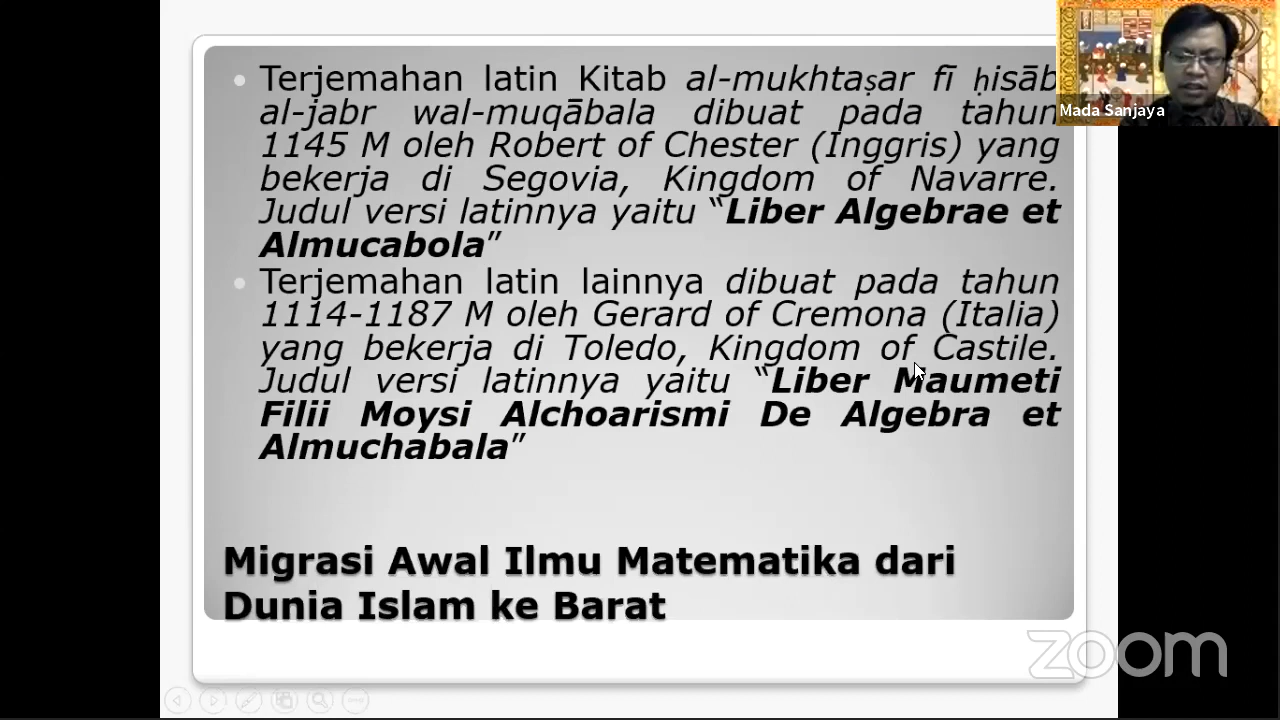 Terjemahan latin Kitab al-mukhtaṣar fī ḥisāb
al-jabr wal-muqābala dibuat pada tahun
1145 M oleh Robert of Chester (Inggris) yang
bekerja di Segovia, Kingdom of Navarre.
Judul versi latinnya yaitu “Liber Algebrae et
Almucabola”
Terjemahan latin lainnya dibuat pada tahun
1114-1187 M oleh Gerard of Cremona (Italia)
yang bekerja di Toledo, Kingdom of Castile.
Judul versi latinnya yaitu “Liber Maumeti
Filii Moysi Alchoarismi De Algebra et
Almuchabala”
Migrasi Awal Ilmu Matematika dari
Dunia Islam ke Barat
Mada Sanjaya
zoom